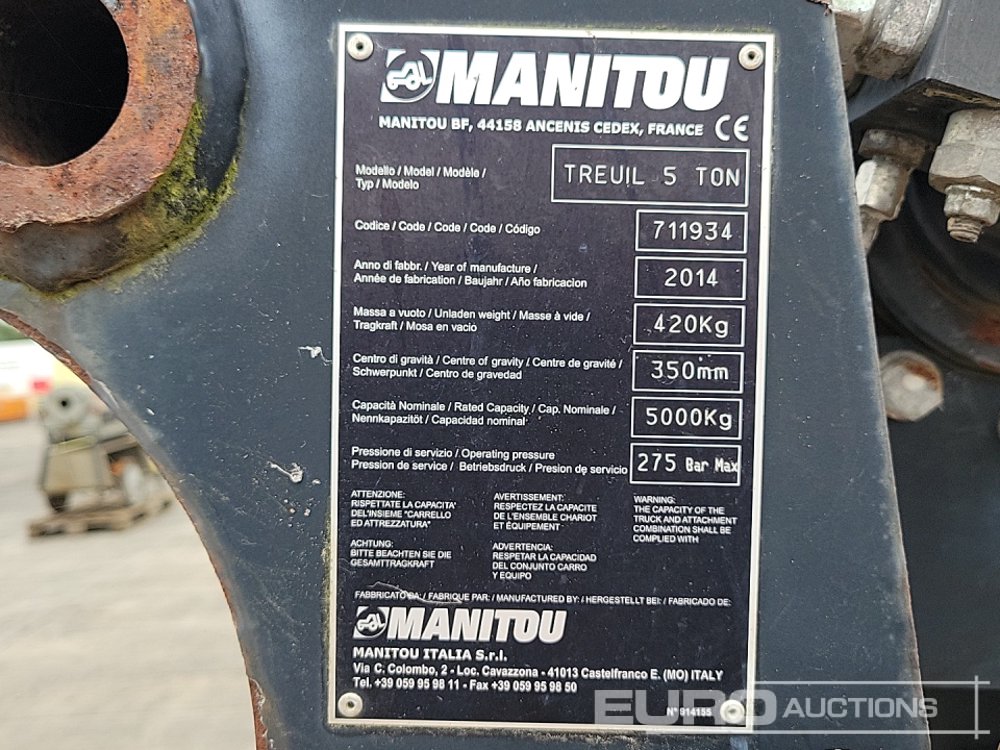 MANITOU
MANITOU BF, 44158 ANCENIS CEDEX, FRANCE CE
Modello / Model / Modèle /
Typ / Modelo
TREUIL 5 TON
Codice / Code / Code / Code / Código
711934
Anno di fabbr. / Year of manufacture /
Année de fabrication / Baujahr / Año fabricacion
2014
Massa a vuoto / Unladen weight / Masse à vide /
Tragkraft / Mosa en vaciò
420Kg
Centro di gravità / Centre of gravity / Centre de gravité /
Schwerpunkt / Centro de gravedad
350mm
Capacità Nominale / Rated Capacity / Cap. Nominale /
Nennkapazitöt / Capacidad nominal
5000Kg
Pressione di servizio / Operating pressure
Pression de service / Betriebsdruck / Presion de servicio
275 Bar Max
ATTENZIONE:
RISPETTATE LA CAPACITA'
DEL'INSIEME "CARRELLO
ED ATTREZZATURA"
AVERTISSEMENT:
RESPECTEZ LA CAPACITE
DE L'ENSEMBLE CHARIOT
ET ÉQUIPEMENT
WARNING:
THE CAPACITY OF THE
TRUCK AND ATTACHMENT
COMBINATION SHALL BE
COMPLIED WITH
ACHTUNG:
BITTE BEACHTEN SIE DIE
GESAMTTRAGKRAFT
ADVERTENCIA:
RESPETAR LA CAPACIDAD
DEL CONJUNTO CARRO
Y EQUIPO
FABBRICATO DA: / FABRIQUE PAR: / MANUFACTURED BY: / HERGESTELLT BEI: / FABRICADO DE:
MANITOU
MANITOU ITALIA S.r.l.
Via C. Colombo, 2 - Loc. Cavazzona - 41013 Castelfranco E. (MO) ITALY
Tel. +39 059 95 98 11 - Fax +39 059 95 98 50
N° 914155
EURO AUCTIONS